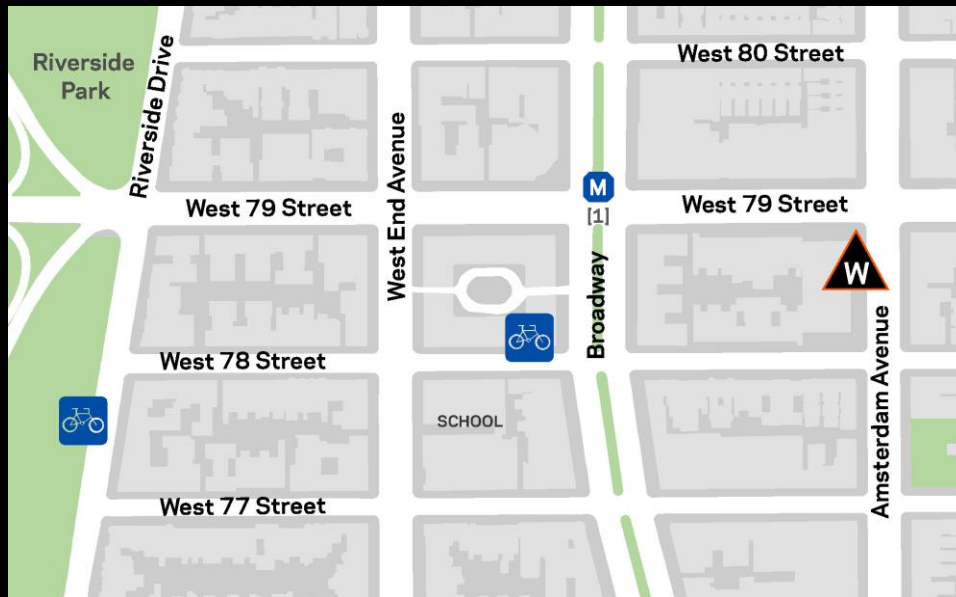 Riverside
Park
Riverside Drive
West 80 Street
West End Avenue
M
[1]
West 79 Street
West 79 Street
W
Broadway
West 78 Street
Amsterdam Avenue
SCHOOL
West 77 Street